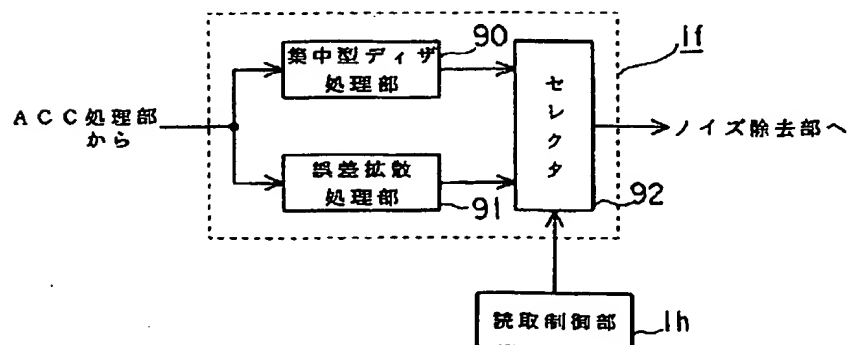 集中型ディザ
処理部
90
1f
セレクタ
ACC処理部
から
ノイズ除去部へ
誤差拡散
処理部
91
92
読取制御部
1h